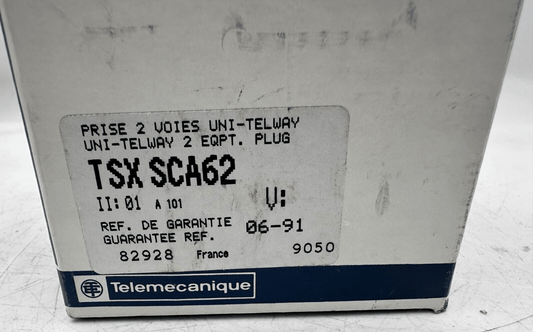 PRISE 2 VOIES UNI-TELWAY
UNI-TELWAY 2 EQPT. PLUG
TSX SCA62
II: 01 A 101 V:
REF. DE GARANTIE 06-91
GUARANTEE REF.
82928 France 9050
Telemecanique